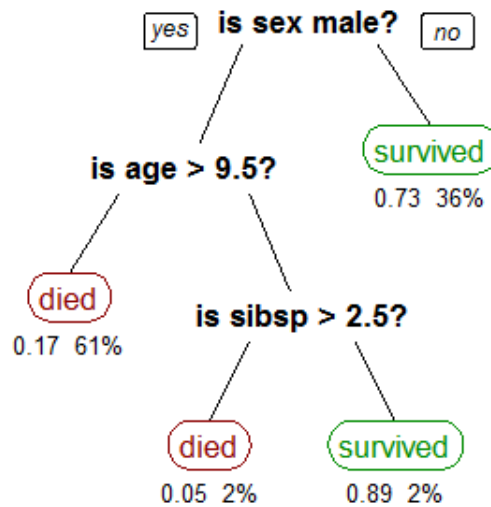 yes is sex male? no
survived
0.73 36%
is age > 9.5?
died
0.17 61%
is sibsp > 2.5?
died survived
0.05 2% 0.89 2%